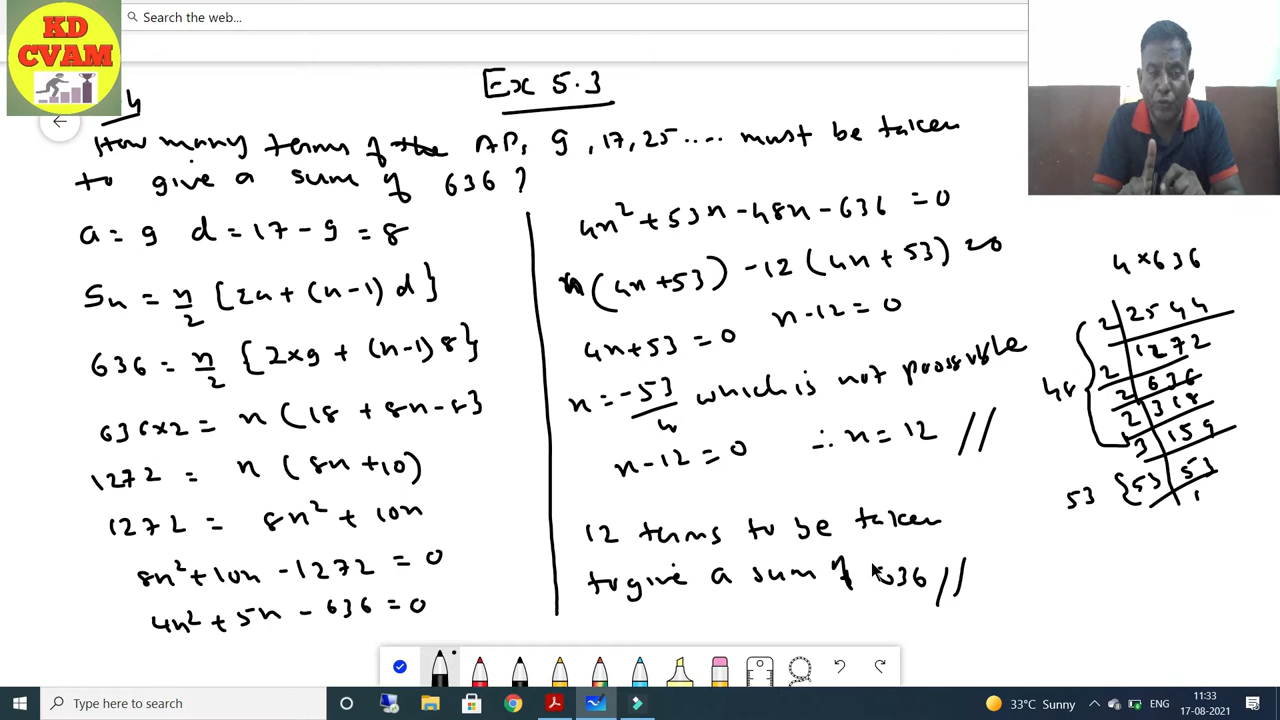 Search the web...
KD
CVAM
Ex 5.3
How many terms of the AP, 9, 17, 25 .... must be taken
to give a sum of 636 ?
a = 9 d = 17 - 9 = 8
Sn = n/2 [2a + (n-1) d}
636 = n/2 {2×9 + (n-1) 8}
636×2 = n (18 + 8n - 8}
1272 = n (8n + 10)
1272 = 8n² + 10n
8n² + 10n - 1272 = 0
4n² + 5n - 636 = 0
4n² + 53n - 48n - 636 = 0
n (4n + 53) - 12 (4n + 53) = 0
4n + 53 = 0 n - 12 = 0
n = -53/4 which is not possible
n - 12 = 0 ∴ n = 12 //
12 terms to be taken
to give a sum of 636 //
4 × 636
2 2544
2 1272
2 636
2 318
3 159
53 53
1
48
53
Type here to search
33°C Sunny
ENG
11:33
17-08-2021